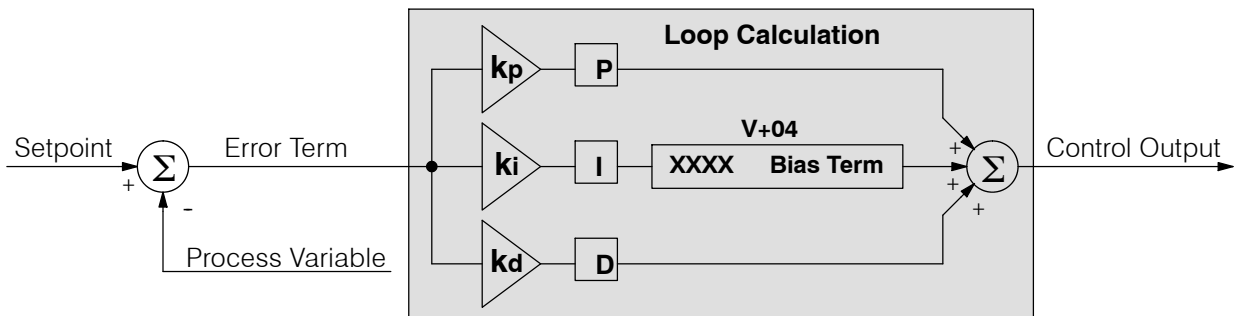 Loop Calculation
kp
P
V+04
Setpoint
+
Σ
-
Error Term
ki
I
XXXX Bias Term
+
+
+
Σ
Control Output
Process Variable
kd
D